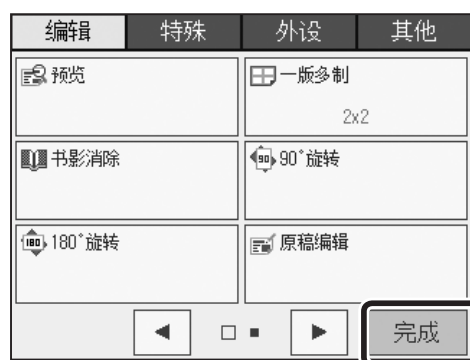 编辑 特殊 外设 其他
预览 一版多制
2x2
书影消除 90°旋转
180°旋转 原稿编辑
完成